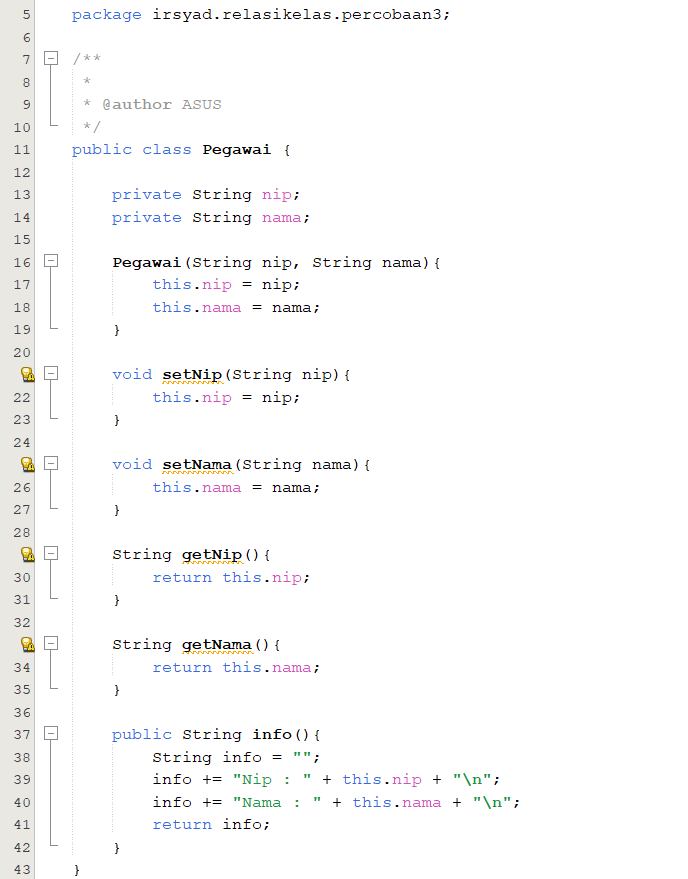 5 package irsyad.relasikelas.percobaan3;
6
7 /**
8 *
9 * @author ASUS
10 */
11 public class Pegawai {
12
13 private String nip;
14 private String nama;
15
16 Pegawai(String nip, String nama){
17 this.nip = nip;
18 this.nama = nama;
19 }
20
void setNip(String nip){
22 this.nip = nip;
23 }
24
void setNama(String nama){
26 this.nama = nama;
27 }
28
String getNip(){
30 return this.nip;
31 }
32
String getNama(){
34 return this.nama;
35 }
36
37 public String info(){
38 String info = "";
39 info += "Nip : " + this.nip + "\n";
40 info += "Nama : " + this.nama + "\n";
41 return info;
42 }
43 }